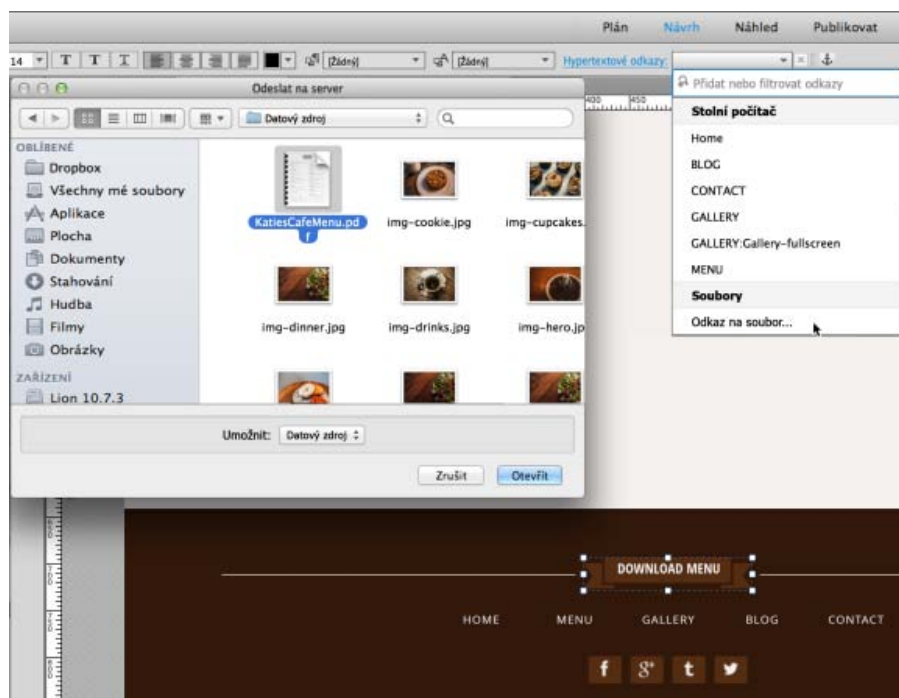 Plán Návrh Náhled Publikovat
14 T T T [Žádný] [Žádný] Hypertextové odkazy:
Odeslat na server
Přidat nebo filtrovat odkazy
400 450
Datový zdroj
Stolní počítač
Home
BLOG
CONTACT
GALLERY
GALLERY:Gallery-fullscreen
MENU
Soubory
Odkaz na soubor...
OBLÍBENÉ
Dropbox
Všechny mé soubory
Aplikace
Plocha
Dokumenty
Stahování
Hudba
Filmy
Obrázky
ZAŘÍZENÍ
Lion 10.7.3
KatiesCafeMenu.pd
f
img-cookie.jpg
img-cupcakes.
img-dinner.jpg
img-drinks.jpg
img-hero.jp
Umožnit: Datový zdroj
Zrušit Otevřít
DOWNLOAD MENU
HOME MENU GALLERY BLOG CONTACT
f g+ t